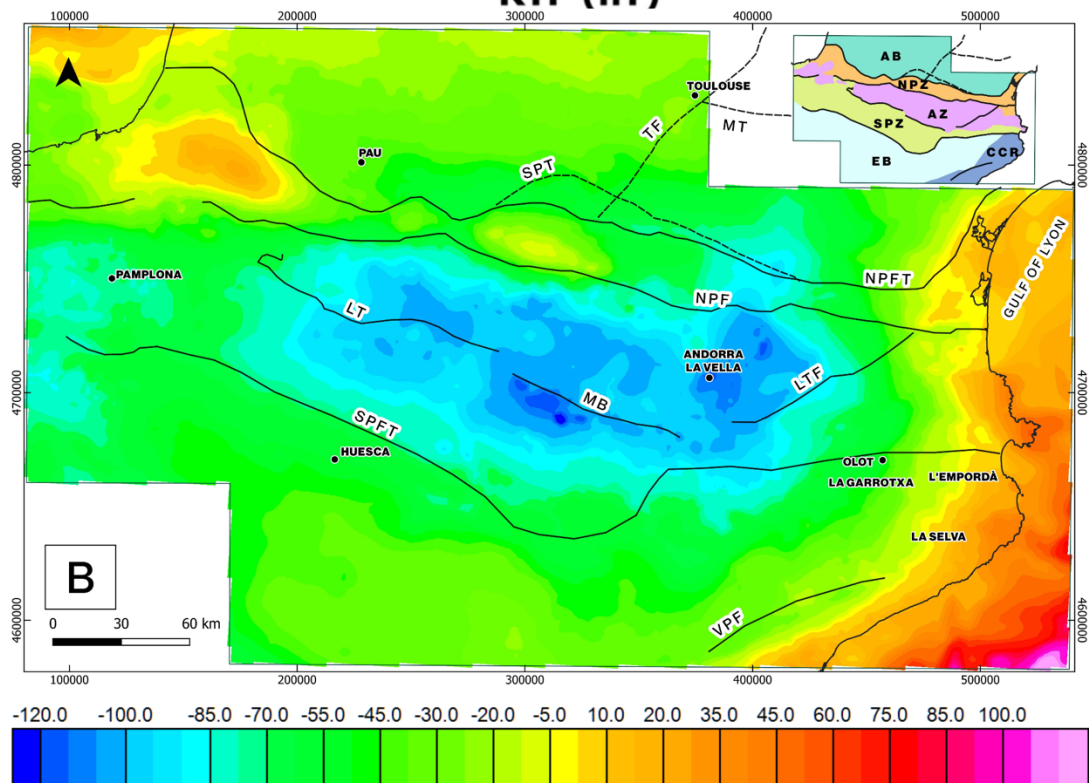 100000 200000 300000 400000 500000
AB
NPZ
AZ
SPZ
EB
CCR
TOULOUSE
TF
MT
PAU
SPT
4800000
4800000
PAMPLONA
NPFT
GULF OF LYON
NPF
LT
ANDORRA
LA VELLA
LTF
4700000
4700000
MB
SPFT
HUESCA
OLOT
LA GARROTXA
L'EMPORDÀ
LA SELVA
B
0 30 60 km
4600000
4600000
VPF
100000 200000 300000 400000 500000
-120.0 -100.0 -85.0 -70.0 -55.0 -45.0 -30.0 -20.0 -5.0 10.0 20.0 35.0 45.0 60.0 75.0 85.0 100.0